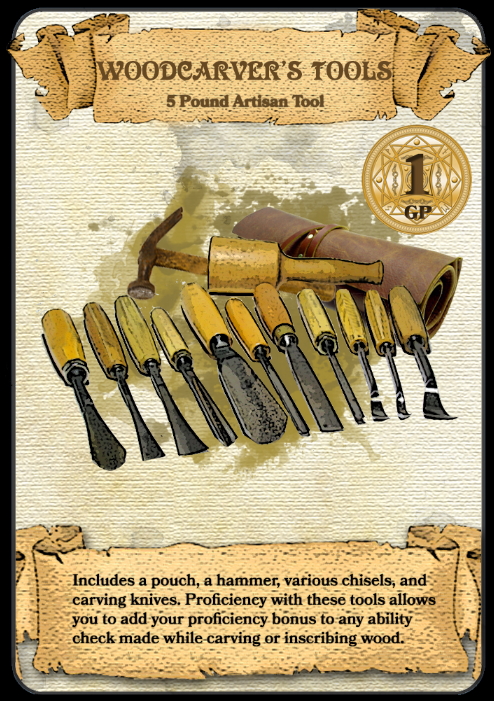 WOODCARVER'S TOOLS
5 Pound Artisan Tool
1
GP
Includes a pouch, a hammer, various chisels, and
carving knives. Proficiency with these tools allows
you to add your proficiency bonus to any ability
check made while carving or inscribing wood.